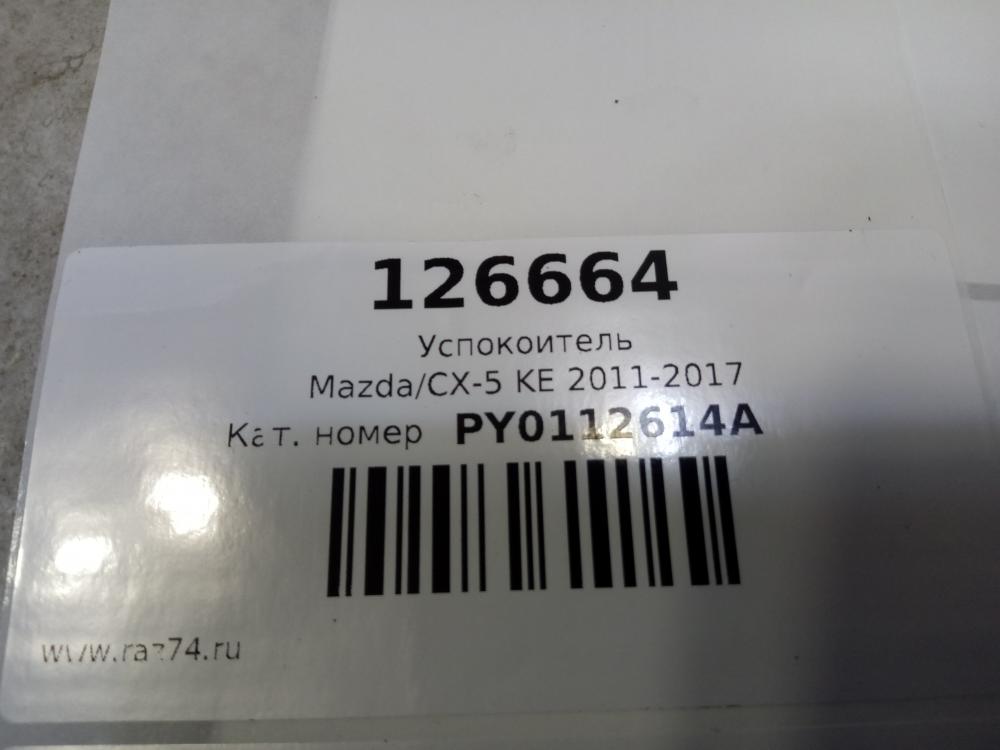 126664
Успокоитель
Mazda/CX-5 KE 2011-2017
Кат. номер PY0112614A
www.raz74.ru